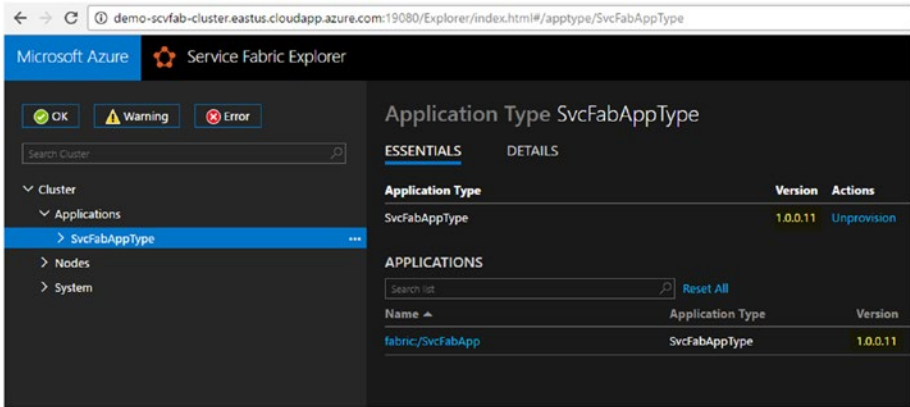 demo-scvfab-cluster.eastus.cloudapp.azure.com:19080/Explorer/index.html#/apptype/SvcFabAppType
Microsoft Azure Service Fabric Explorer
OK Warning Error
Search Cluster
Cluster
Applications
SvcFabAppType
Nodes
System
Application Type SvcFabAppType
ESSENTIALS DETAILS
Application Type Version Actions
SvcFabAppType 1.0.0.11 Unprovision
APPLICATIONS
Search list Reset All
Name Application Type Version
fabric:/SvcFabApp SvcFabAppType 1.0.0.11